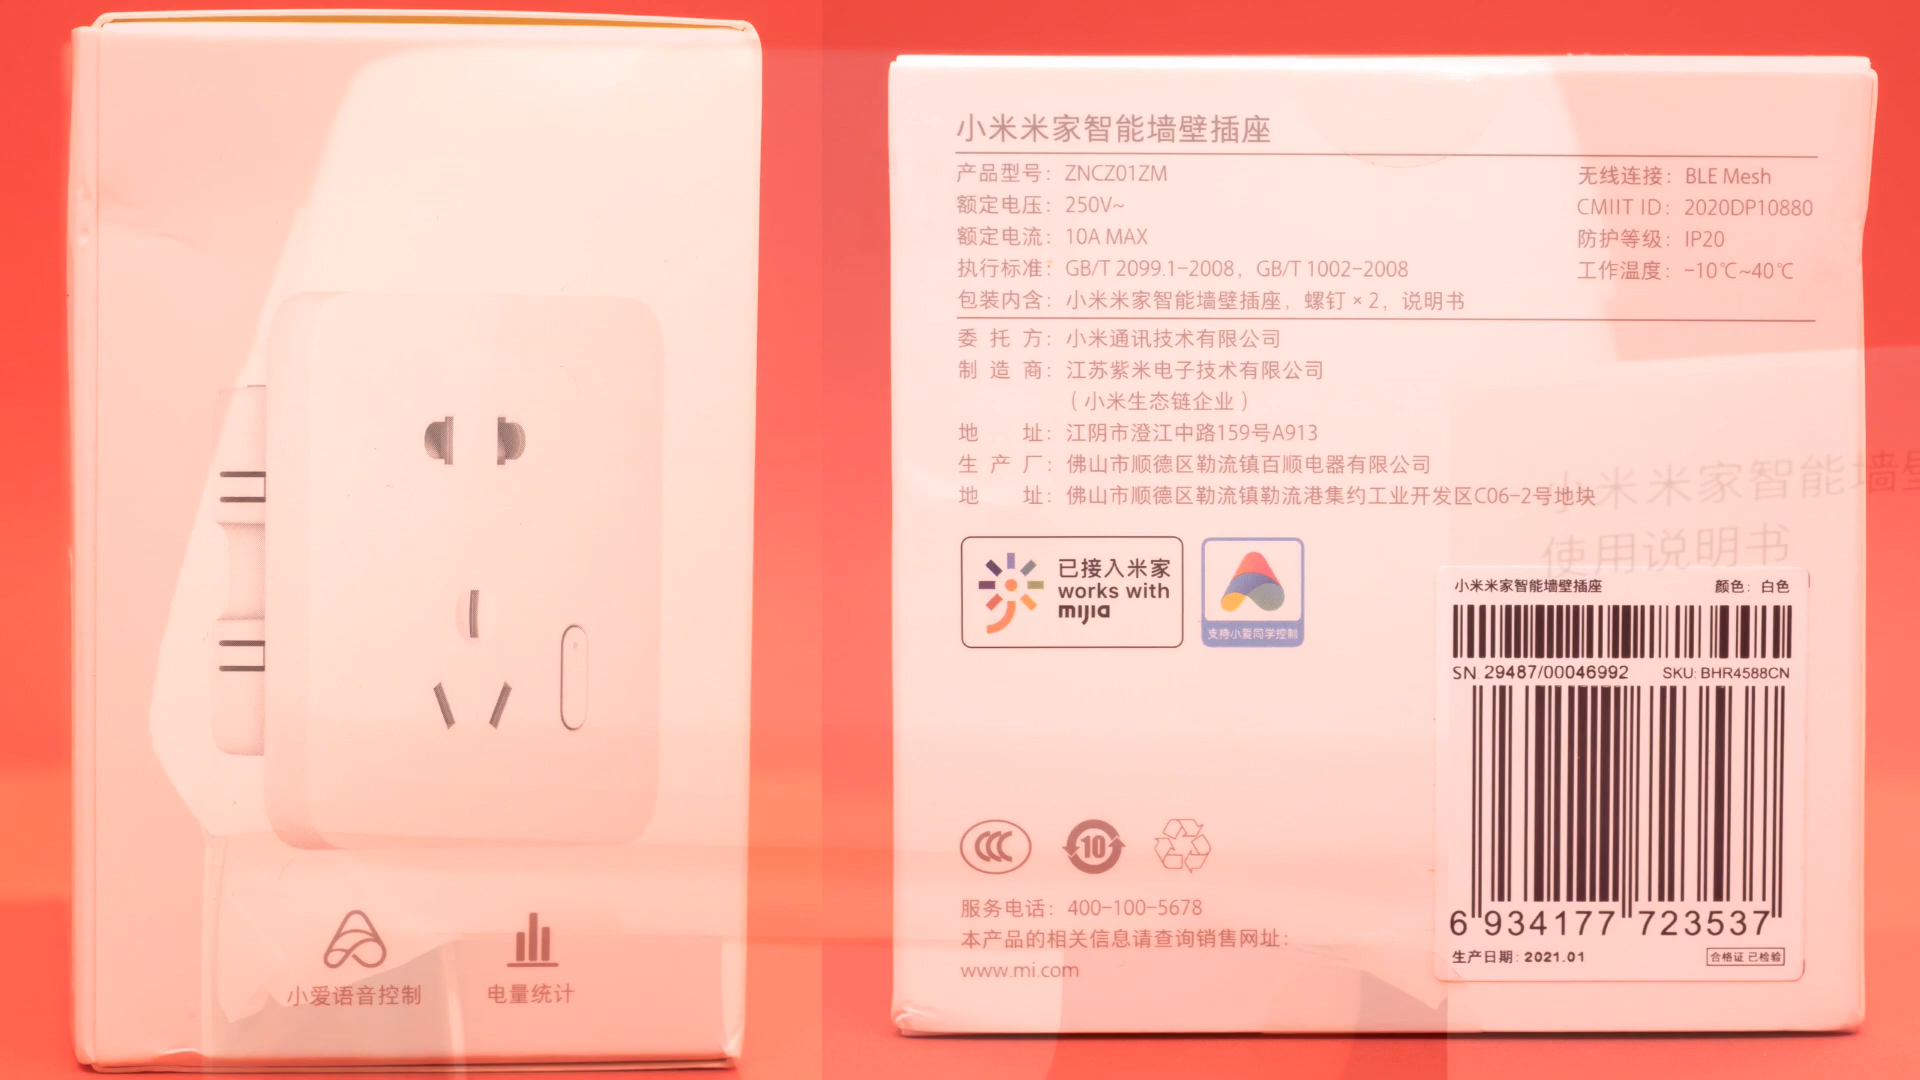 小爱语音控制
电量统计
小米米家智能墙壁插座
产品型号：ZNCZ01ZM
额定电压：250V~
额定电流：10A MAX
执行标准：GB/T 2099.1-2008，GB/T 1002-2008
包装内含：小米米家智能墙壁插座，螺钉×2，说明书
无线连接：BLE Mesh
CMIIT ID：2020DP10880
防护等级：IP20
工作温度：-10℃~40℃
委托方：小米通讯技术有限公司
制造商：江苏紫米电子技术有限公司
（小米生态链企业）
地址：江阴市澄江中路159号A913
生产厂：佛山市顺德区勒流镇百顺电器有限公司
地址：佛山市顺德区勒流镇勒流港集约工业开发区C06-2号地块
小米米家智能墙壁
使用说明书
已接入米家
works with
mijia
支持小爱同学控制
小米米家智能墙壁插座 颜色：白色
SN 29487/00046992 SKU: BHR4588CN
6 934177 723537
生产日期: 2021.01 合格证 已检验
CCC
10
服务电话：400-100-5678
本产品的相关信息请查询销售网址：
www.mi.com